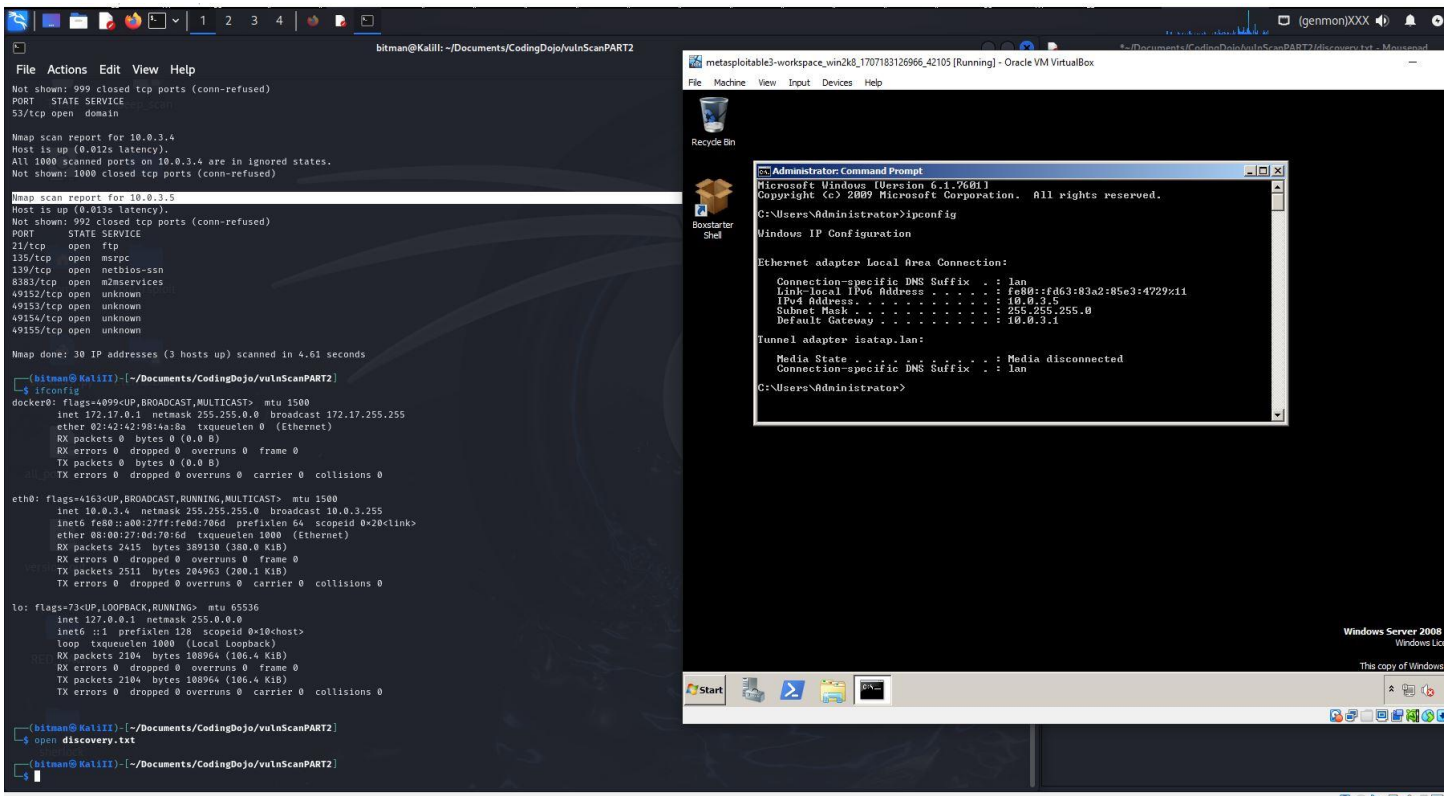 1 2 3 4
(genmon)XXX
bitman@KaliII: ~/Documents/CodingDojo/vulnScanPART2
*~/Documents/CodingDojo/vulnScanPART2/discovery.txt - Mousepad
File Actions Edit View Help
Not shown: 999 closed tcp ports (conn-refused)
PORT   STATE SERVICE
53/tcp open  domain
Nmap scan report for 10.0.3.4
Host is up (0.012s latency).
All 1000 scanned ports on 10.0.3.4 are in ignored states.
Not shown: 1000 closed tcp ports (conn-refused)
Nmap scan report for 10.0.3.5
Host is up (0.013s latency).
Not shown: 992 closed tcp ports (conn-refused)
PORT      STATE SERVICE
21/tcp    open  ftp
135/tcp   open  msrpc
139/tcp   open  netbios-ssn
8383/tcp  open  m2mservices
49152/tcp open  unknown
49153/tcp open  unknown
49154/tcp open  unknown
49155/tcp open  unknown
Nmap done: 30 IP addresses (3 hosts up) scanned in 4.61 seconds
(bitman㉿KaliII)-[~/Documents/CodingDojo/vulnScanPART2]
$ ifconfig
docker0: flags=4099<UP,BROADCAST,MULTICAST>  mtu 1500
inet 172.17.0.1  netmask 255.255.0.0  broadcast 172.17.255.255
ether 02:42:42:98:4a:8a  txqueuelen 0  (Ethernet)
RX packets 0  bytes 0 (0.0 B)
RX errors 0  dropped 0  overruns 0  frame 0
TX packets 0  bytes 0 (0.0 B)
TX errors 0  dropped 0 overruns 0  carrier 0  collisions 0
eth0: flags=4163<UP,BROADCAST,RUNNING,MULTICAST>  mtu 1500
inet 10.0.3.4  netmask 255.255.255.0  broadcast 10.0.3.255
inet6 fe80::a00:27ff:fe0d:706d  prefixlen 64  scopeid 0×20<link>
ether 08:00:27:0d:70:6d  txqueuelen 1000  (Ethernet)
RX packets 2415  bytes 389130 (380.0 KiB)
RX errors 0  dropped 0  overruns 0  frame 0
TX packets 2511  bytes 204963 (200.1 KiB)
TX errors 0  dropped 0 overruns 0  carrier 0  collisions 0
lo: flags=73<UP,LOOPBACK,RUNNING>  mtu 65536
inet 127.0.0.1  netmask 255.0.0.0
inet6 ::1  prefixlen 128  scopeid 0×10<host>
loop  txqueuelen 1000  (Local Loopback)
RX packets 2104  bytes 108964 (106.4 KiB)
RX errors 0  dropped 0  overruns 0  frame 0
TX packets 2104  bytes 108964 (106.4 KiB)
TX errors 0  dropped 0 overruns 0  carrier 0  collisions 0
(bitman㉿KaliII)-[~/Documents/CodingDojo/vulnScanPART2]
$ open discovery.txt
(bitman㉿KaliII)-[~/Documents/CodingDojo/vulnScanPART2]
$
metasploitable3-workspace_win2k8_1707183126966_42105 [Running] - Oracle VM VirtualBox
File Machine View Input Devices Help
Recycle Bin
Boxstarter
Shell
Administrator: Command Prompt
Microsoft Windows [Version 6.1.7601]
Copyright (c) 2009 Microsoft Corporation.  All rights reserved.
C:\Users\Administrator>ipconfig
Windows IP Configuration
Ethernet adapter Local Area Connection:
Connection-specific DNS Suffix  . : lan
Link-local IPv6 Address . . . . . : fe80::fd63:83a2:85e3:4729%11
IPv4 Address. . . . . . . . . . . : 10.0.3.5
Subnet Mask . . . . . . . . . . . : 255.255.255.0
Default Gateway . . . . . . . . . : 10.0.3.1
Tunnel adapter isatap.lan:
Media State . . . . . . . . . . . : Media disconnected
Connection-specific DNS Suffix  . : lan
C:\Users\Administrator>
Windows Server 2008
Windows Lice
This copy of Windows
Start